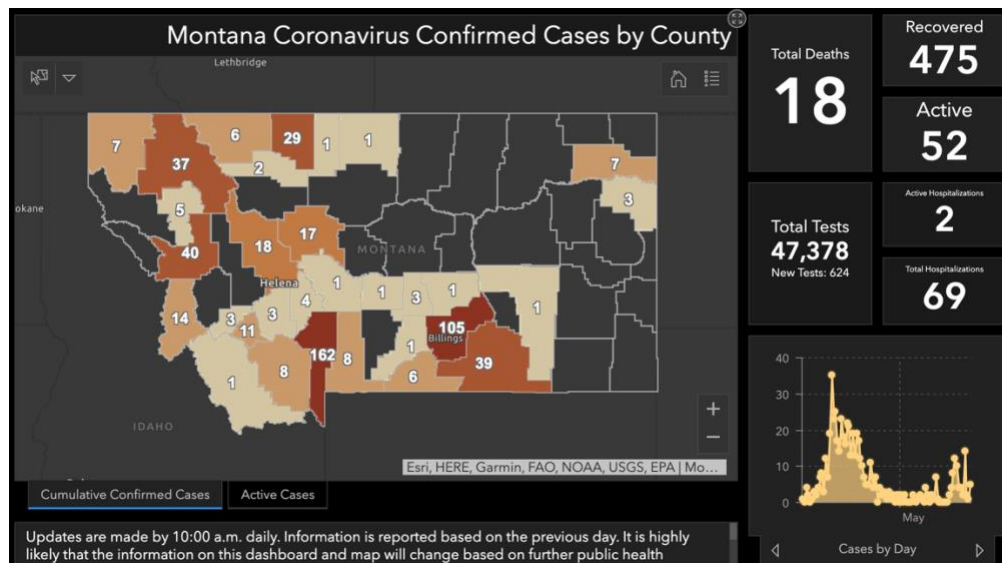 Montana Coronavirus Confirmed Cases by County
Lethbridge
7
6
29
1
1
37
2
7
3
5
okane
40
18
17
MONTANA
Helena
1
1
3
1
1
14
3
3
4
11
105
Billings
1
162
8
39
8
6
1
IDAHO
+
−
Esri, HERE, Garmin, FAO, NOAA, USGS, EPA | Mo...
Cumulative Confirmed Cases
Active Cases
Updates are made by 10:00 a.m. daily. Information is reported based on the previous day. It is highly
likely that the information on this dashboard and map will change based on further public health
Total Deaths
18
Recovered
475
Active
52
Total Tests
47,378
New Tests: 624
Active Hospitalizations
2
Total Hospitalizations
69
40
30
20
10
0
May
Cases by Day